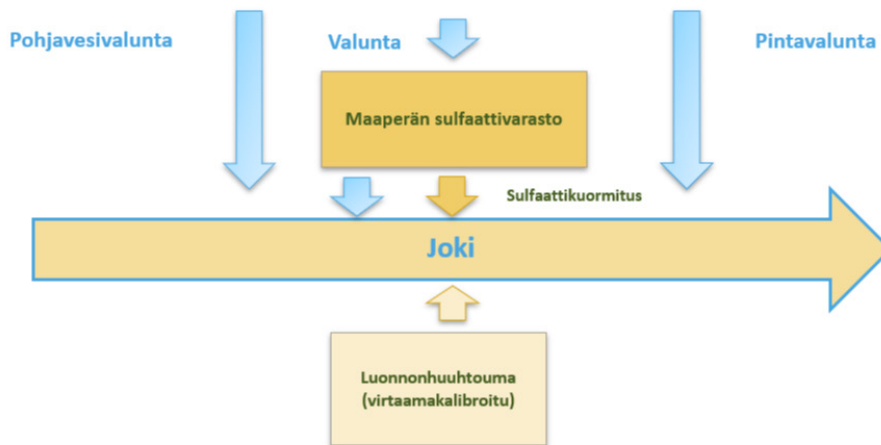 Pohjavesivalunta
Valunta
Pintavalunta
Maaperän sulfaattivarasto
Sulfaattikuormitus
Joki
Luonnonhuuhtouma
(virtaamakalibroitu)